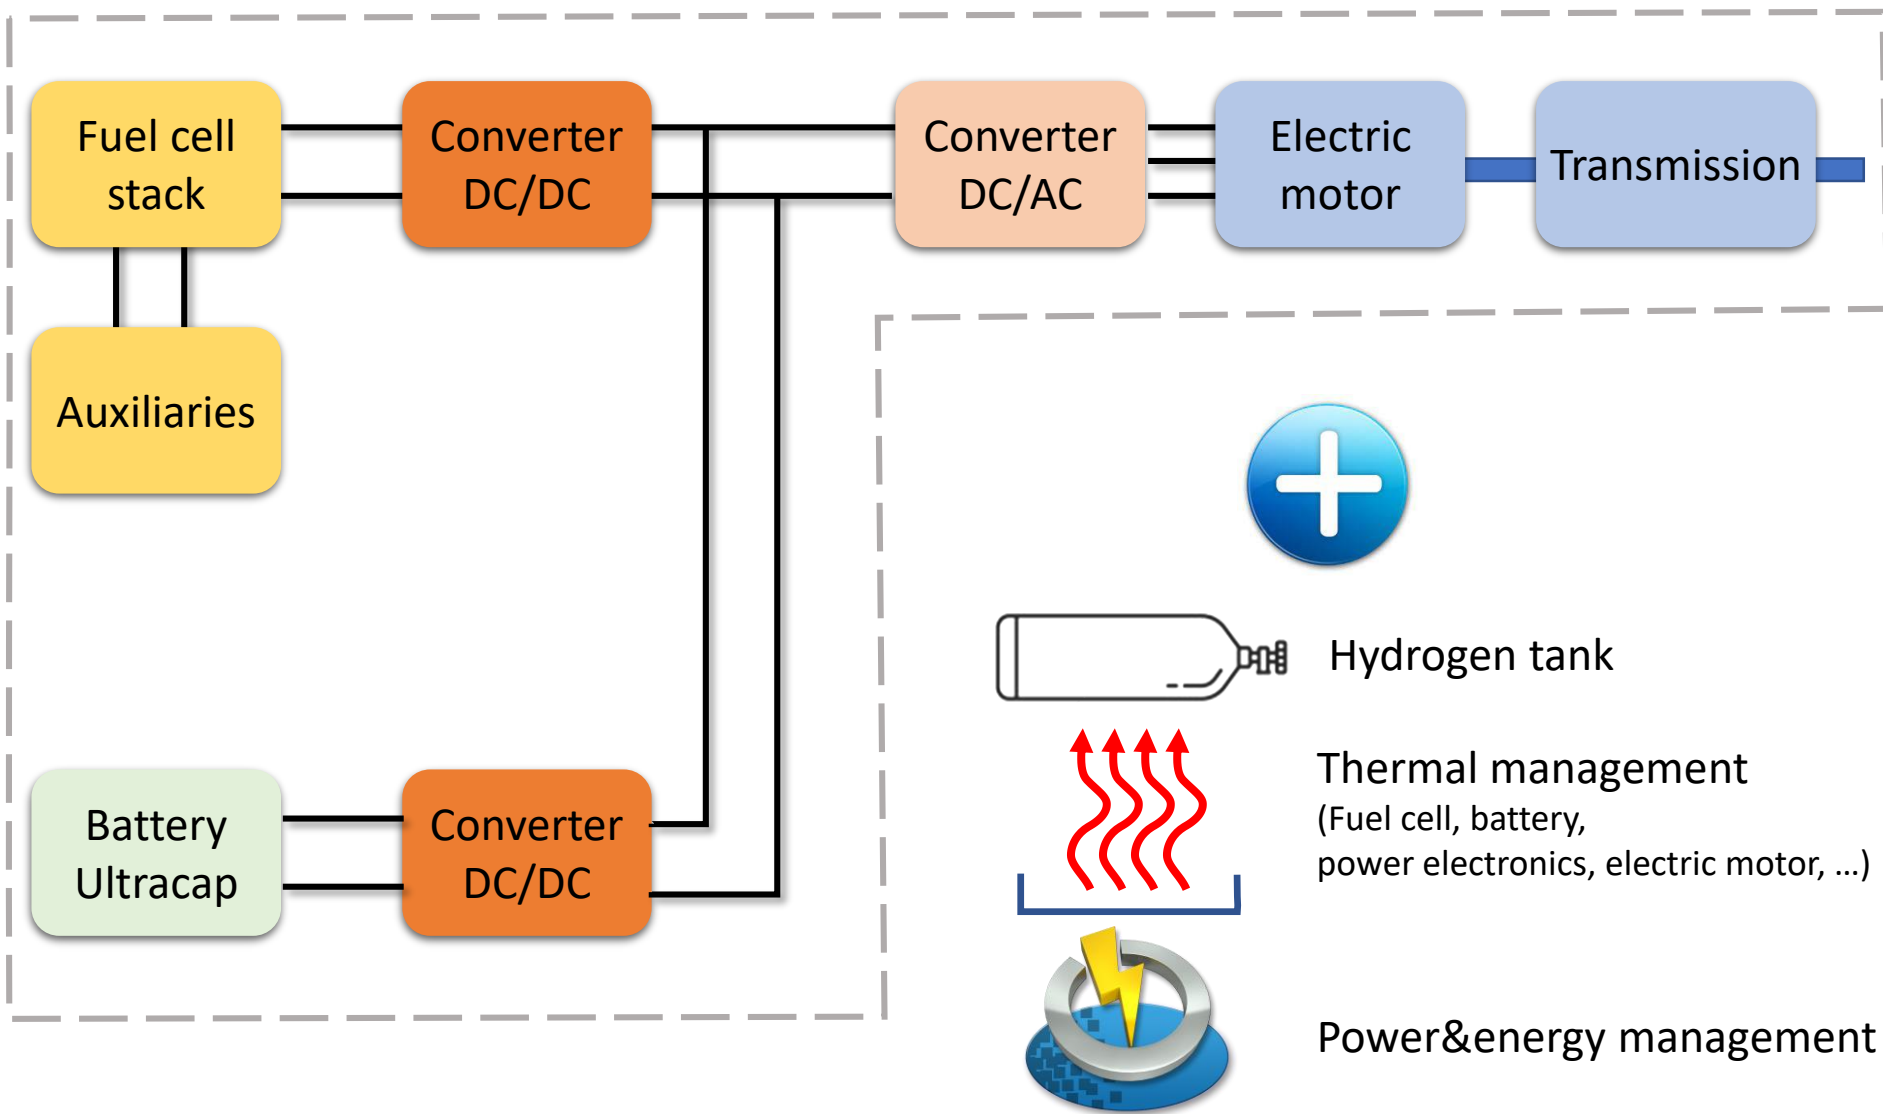 Fuel cell
stack
Converter
DC/DC
Converter
DC/AC
Electric
motor
Transmission
Auxiliaries
Battery
Ultracap
Converter
DC/DC
Hydrogen tank
Thermal management
(Fuel cell, battery,
power electronics, electric motor, ...)
Power&energy management